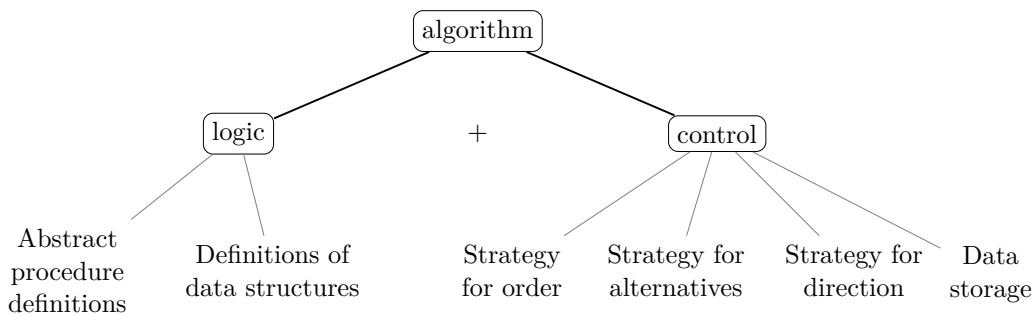 algorithm
logic
+
control
Abstract
procedure
definitions
Definitions of
data structures
Strategy
for order
Strategy for
alternatives
Strategy for
direction
Data
storage